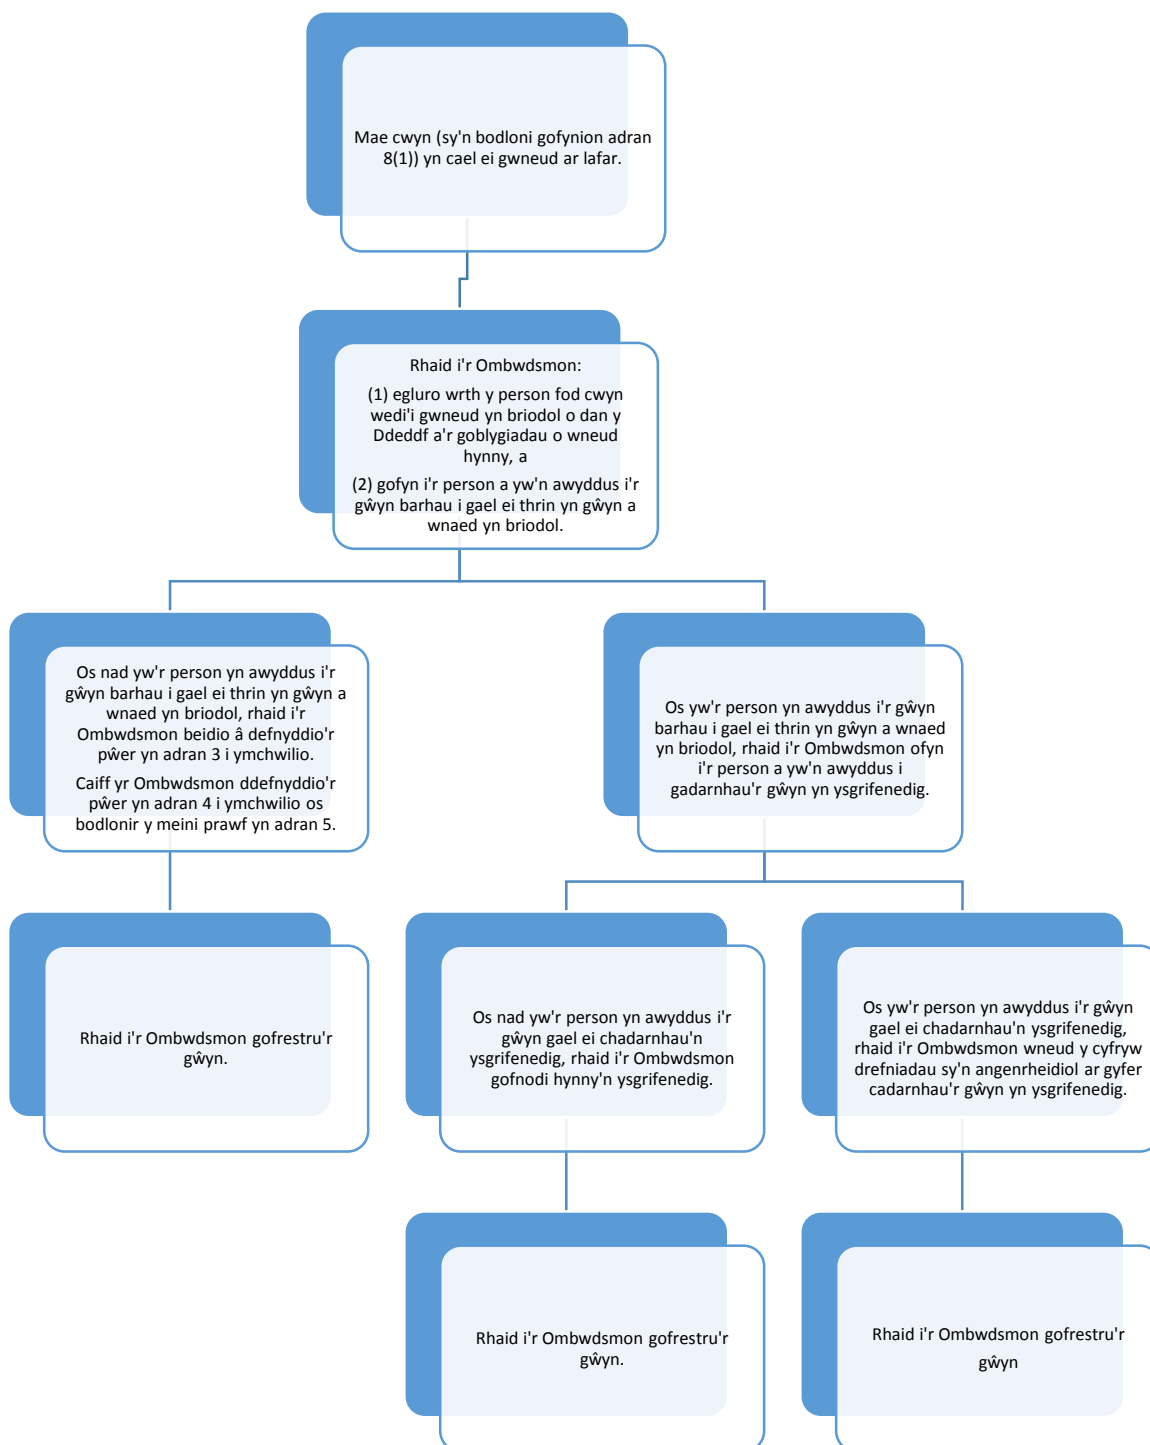 Mae cwyn (sy'n bodloni gofynion adran
8(1)) yn cael ei gwneud ar lafar.
Rhaid i'r Ombwdsmon:
(1) egluro wrth y person fod cwyn
wedi'i gwneud yn briodol o dan y
Ddeddf a'r goblygiadau o wneud
hynny, a
(2) gofyn i'r person a yw'n awyddus i'r
gŵyn barhau i gael ei thrin yn gŵyn a
wnaed yn briodol.
Os nad yw'r person yn awyddus i'r
gŵyn barhau i gael ei thrin yn gŵyn a
wnaed yn briodol, rhaid i'r
Ombwdsmon beidio â defnyddio'r
pŵer yn adran 3 i ymchwilio.
Caiff yr Ombwdsmon ddefnyddio'r
pŵer yn adran 4 i ymchwilio os
bodlonir y meini prawf yn adran 5.
Os yw'r person yn awyddus i'r gŵyn
barhau i gael ei thrin yn gŵyn a wnaed
yn briodol, rhaid i'r Ombwdsmon ofyn
i'r person a yw'n awyddus i
gadarnhau'r gŵyn yn ysgrifenedig.
Rhaid i'r Ombwdsmon gofrestru'r
gŵyn.
Os nad yw'r person yn awyddus i'r
gŵyn gael ei chadarnhau'n
ysgrifenedig, rhaid i'r Ombwdsmon
gofnodi hynny'n ysgrifenedig.
Os yw'r person yn awyddus i'r gŵyn
gael ei chadarnhau'n ysgrifenedig,
rhaid i'r Ombwdsmon wneud y cyfryw
drefniadau sy'n angenrheidiol ar gyfer
cadarnhau'r gŵyn yn ysgrifenedig.
Rhaid i'r Ombwdsmon gofrestru'r
gŵyn.
Rhaid i'r Ombwdsmon gofrestru'r
gŵyn